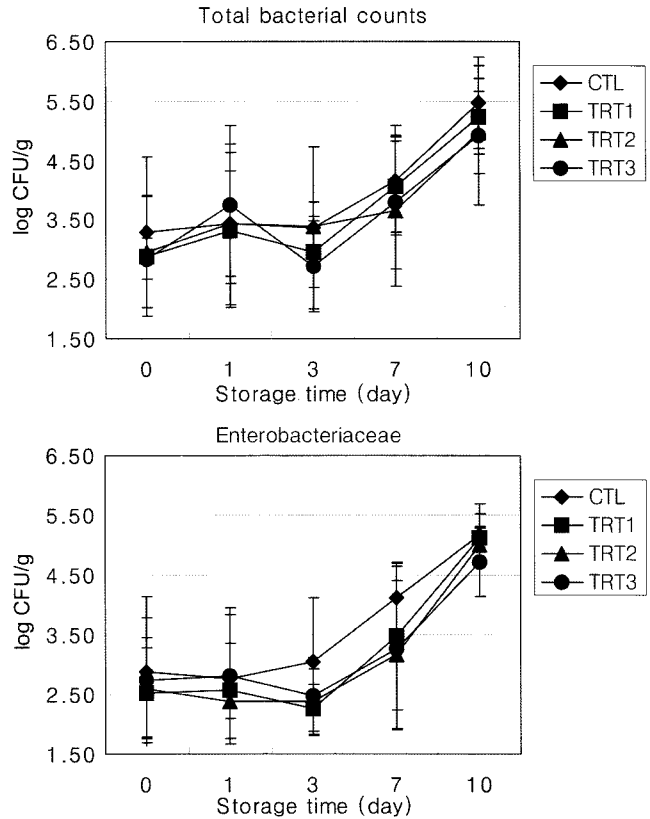 Total bacterial counts
6.50
5.50
4.50
3.50
2.50
1.50
log CFU/g
0 1 3 7 10
Storage time (day)
CTL
TRT1
TRT2
TRT3
Enterobacteriaceae
6.50
5.50
4.50
3.50
2.50
1.50
log CFU/g
0 1 3 7 10
Storage time (day)
CTL
TRT1
TRT2
TRT3